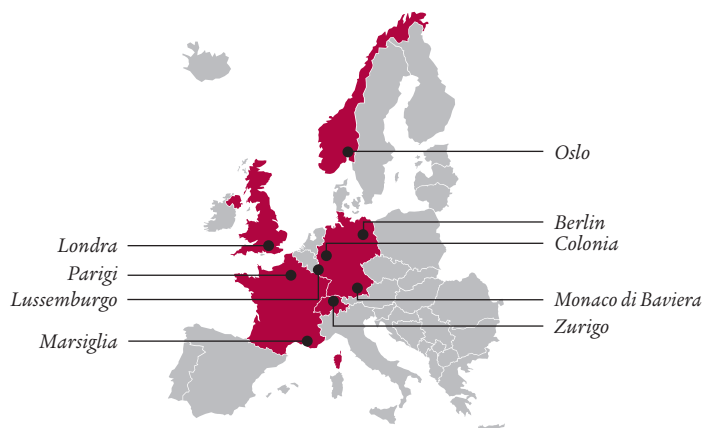 Oslo
Berlin
Londra
Colonia
Parigi
Lussemburgo
Monaco di Baviera
Zurigo
Marsiglia